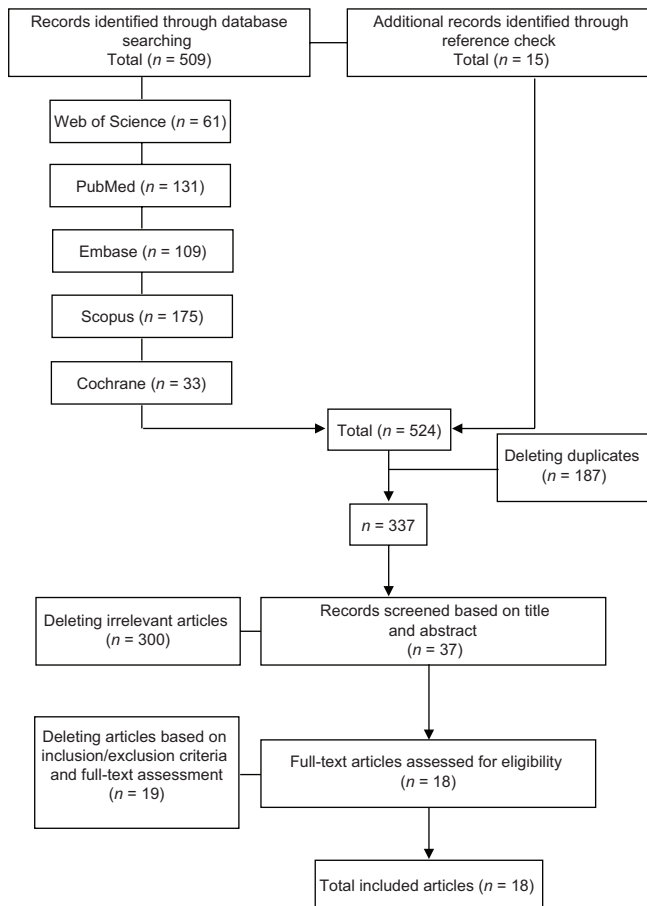 Records identified through database
searching
Total (n = 509)
Additional records identified through
reference check
Total (n = 15)
Web of Science (n = 61)
PubMed (n = 131)
Embase (n = 109)
Scopus (n = 175)
Cochrane (n = 33)
Total (n = 524)
Deleting duplicates
(n = 187)
n = 337
Deleting irrelevant articles
(n = 300)
Records screened based on title
and abstract
(n = 37)
Deleting articles based on
inclusion/exclusion criteria
and full-text assessment
(n = 19)
Full-text articles assessed for eligibility
(n = 18)
Total included articles (n = 18)